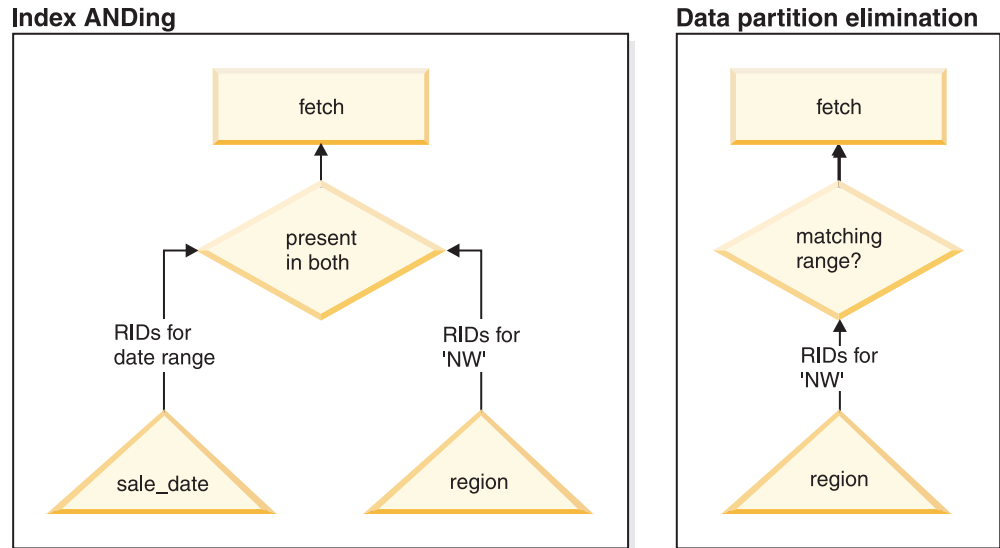 Index ANDing
fetch
present
in both
RIDs for
date range
RIDs for
'NW'
sale_date
region
Data partition elimination
fetch
matching
range?
RIDs for
'NW'
region